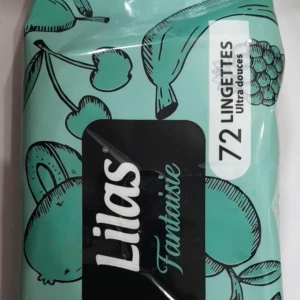 Lilas
Fantaisie
72 LINGETTES
Ultra douces